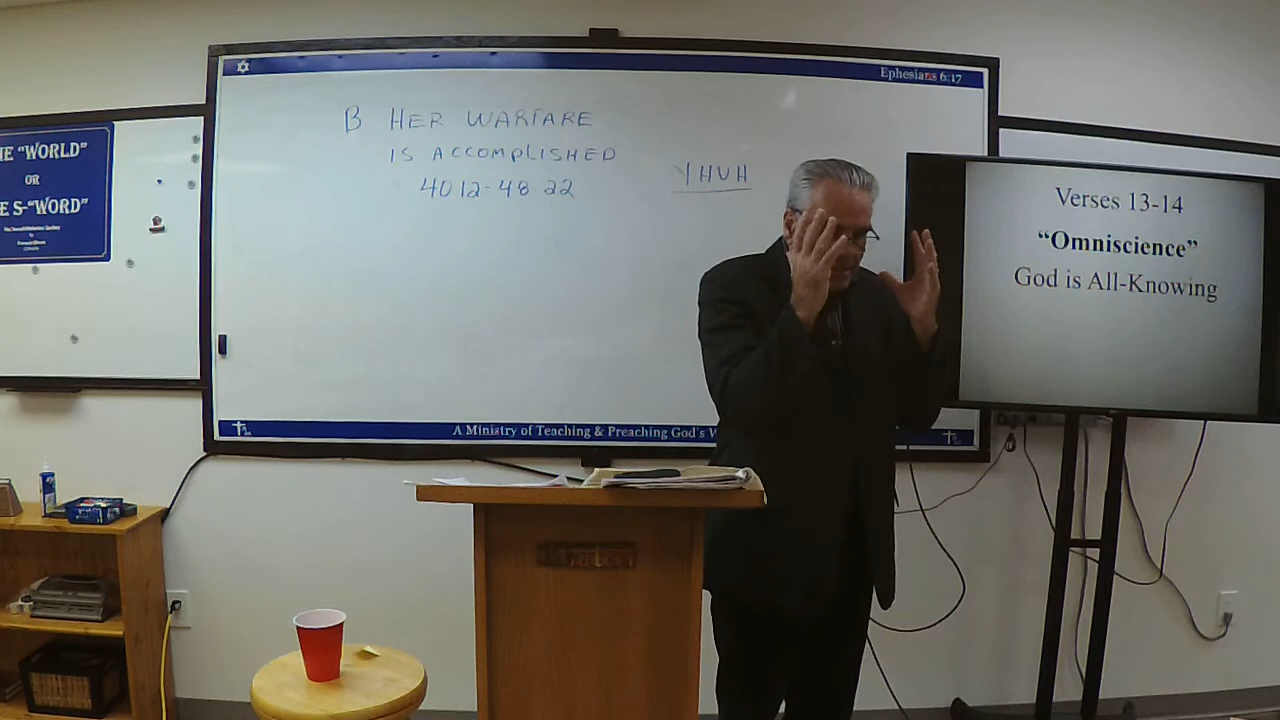 HE "WORLD"
OR
E S-"WORD"
Ephesians 6:17
B HER WARFARE
IS ACCOMPLISHED
40 12-48 22
YHVH
A Ministry of Teaching & Preaching God's
Verses 13-14
“Omniscience”
God is All-Knowing